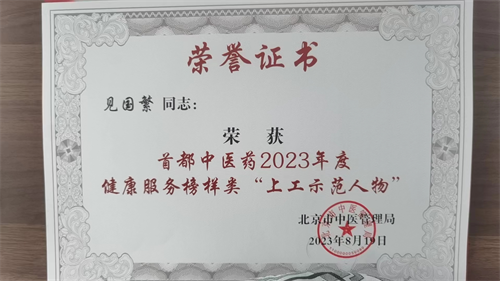 荣誉证书
见国繁 同志：
荣 获
首都中医药2023年度
健康服务榜样类“上工示范人物”
北京市中医管理局
2023年8月19日